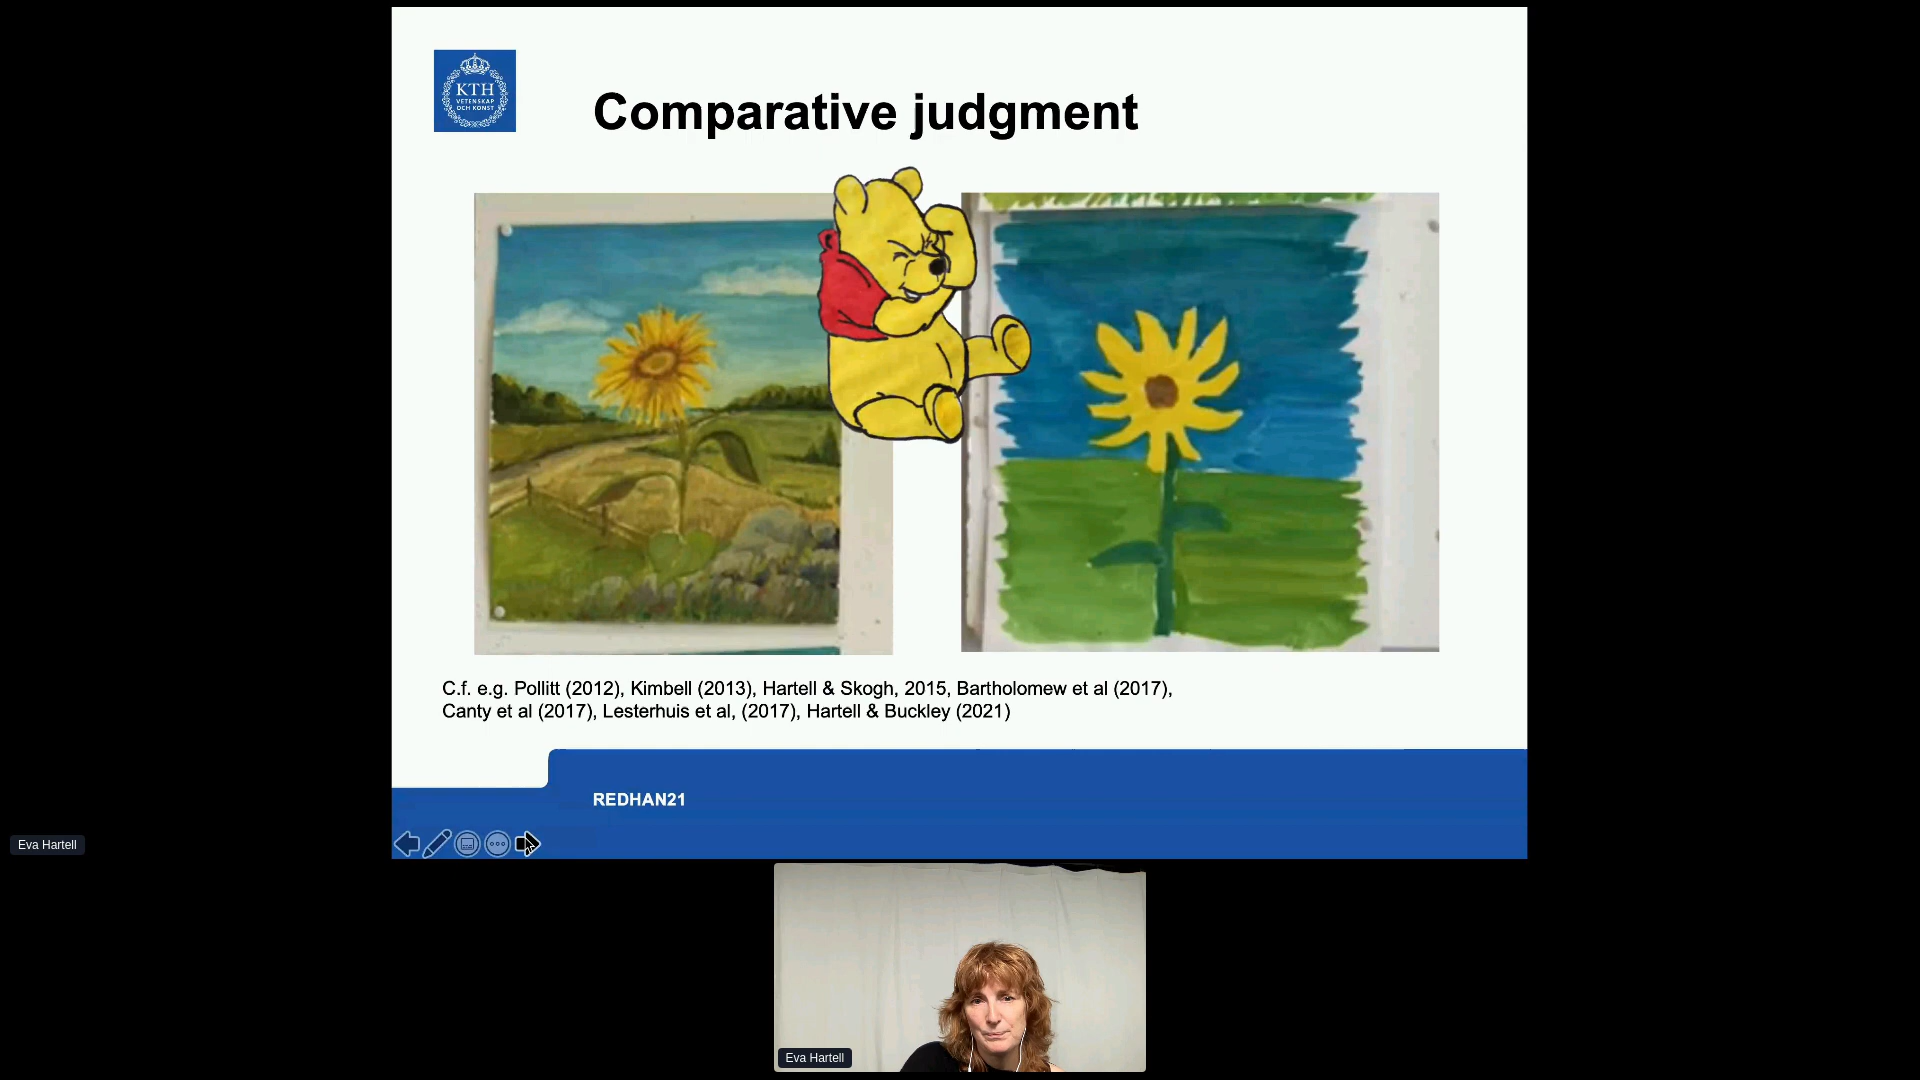 KTH
VETENSKAP
OCH KONST
Comparative judgment
C.f. e.g. Pollitt (2012), Kimbell (2013), Hartell & Skogh, 2015, Bartholomew et al (2017),
Canty et al (2017), Lesterhuis et al, (2017), Hartell & Buckley (2021)
REDHAN21
Eva Hartell
Eva Hartell